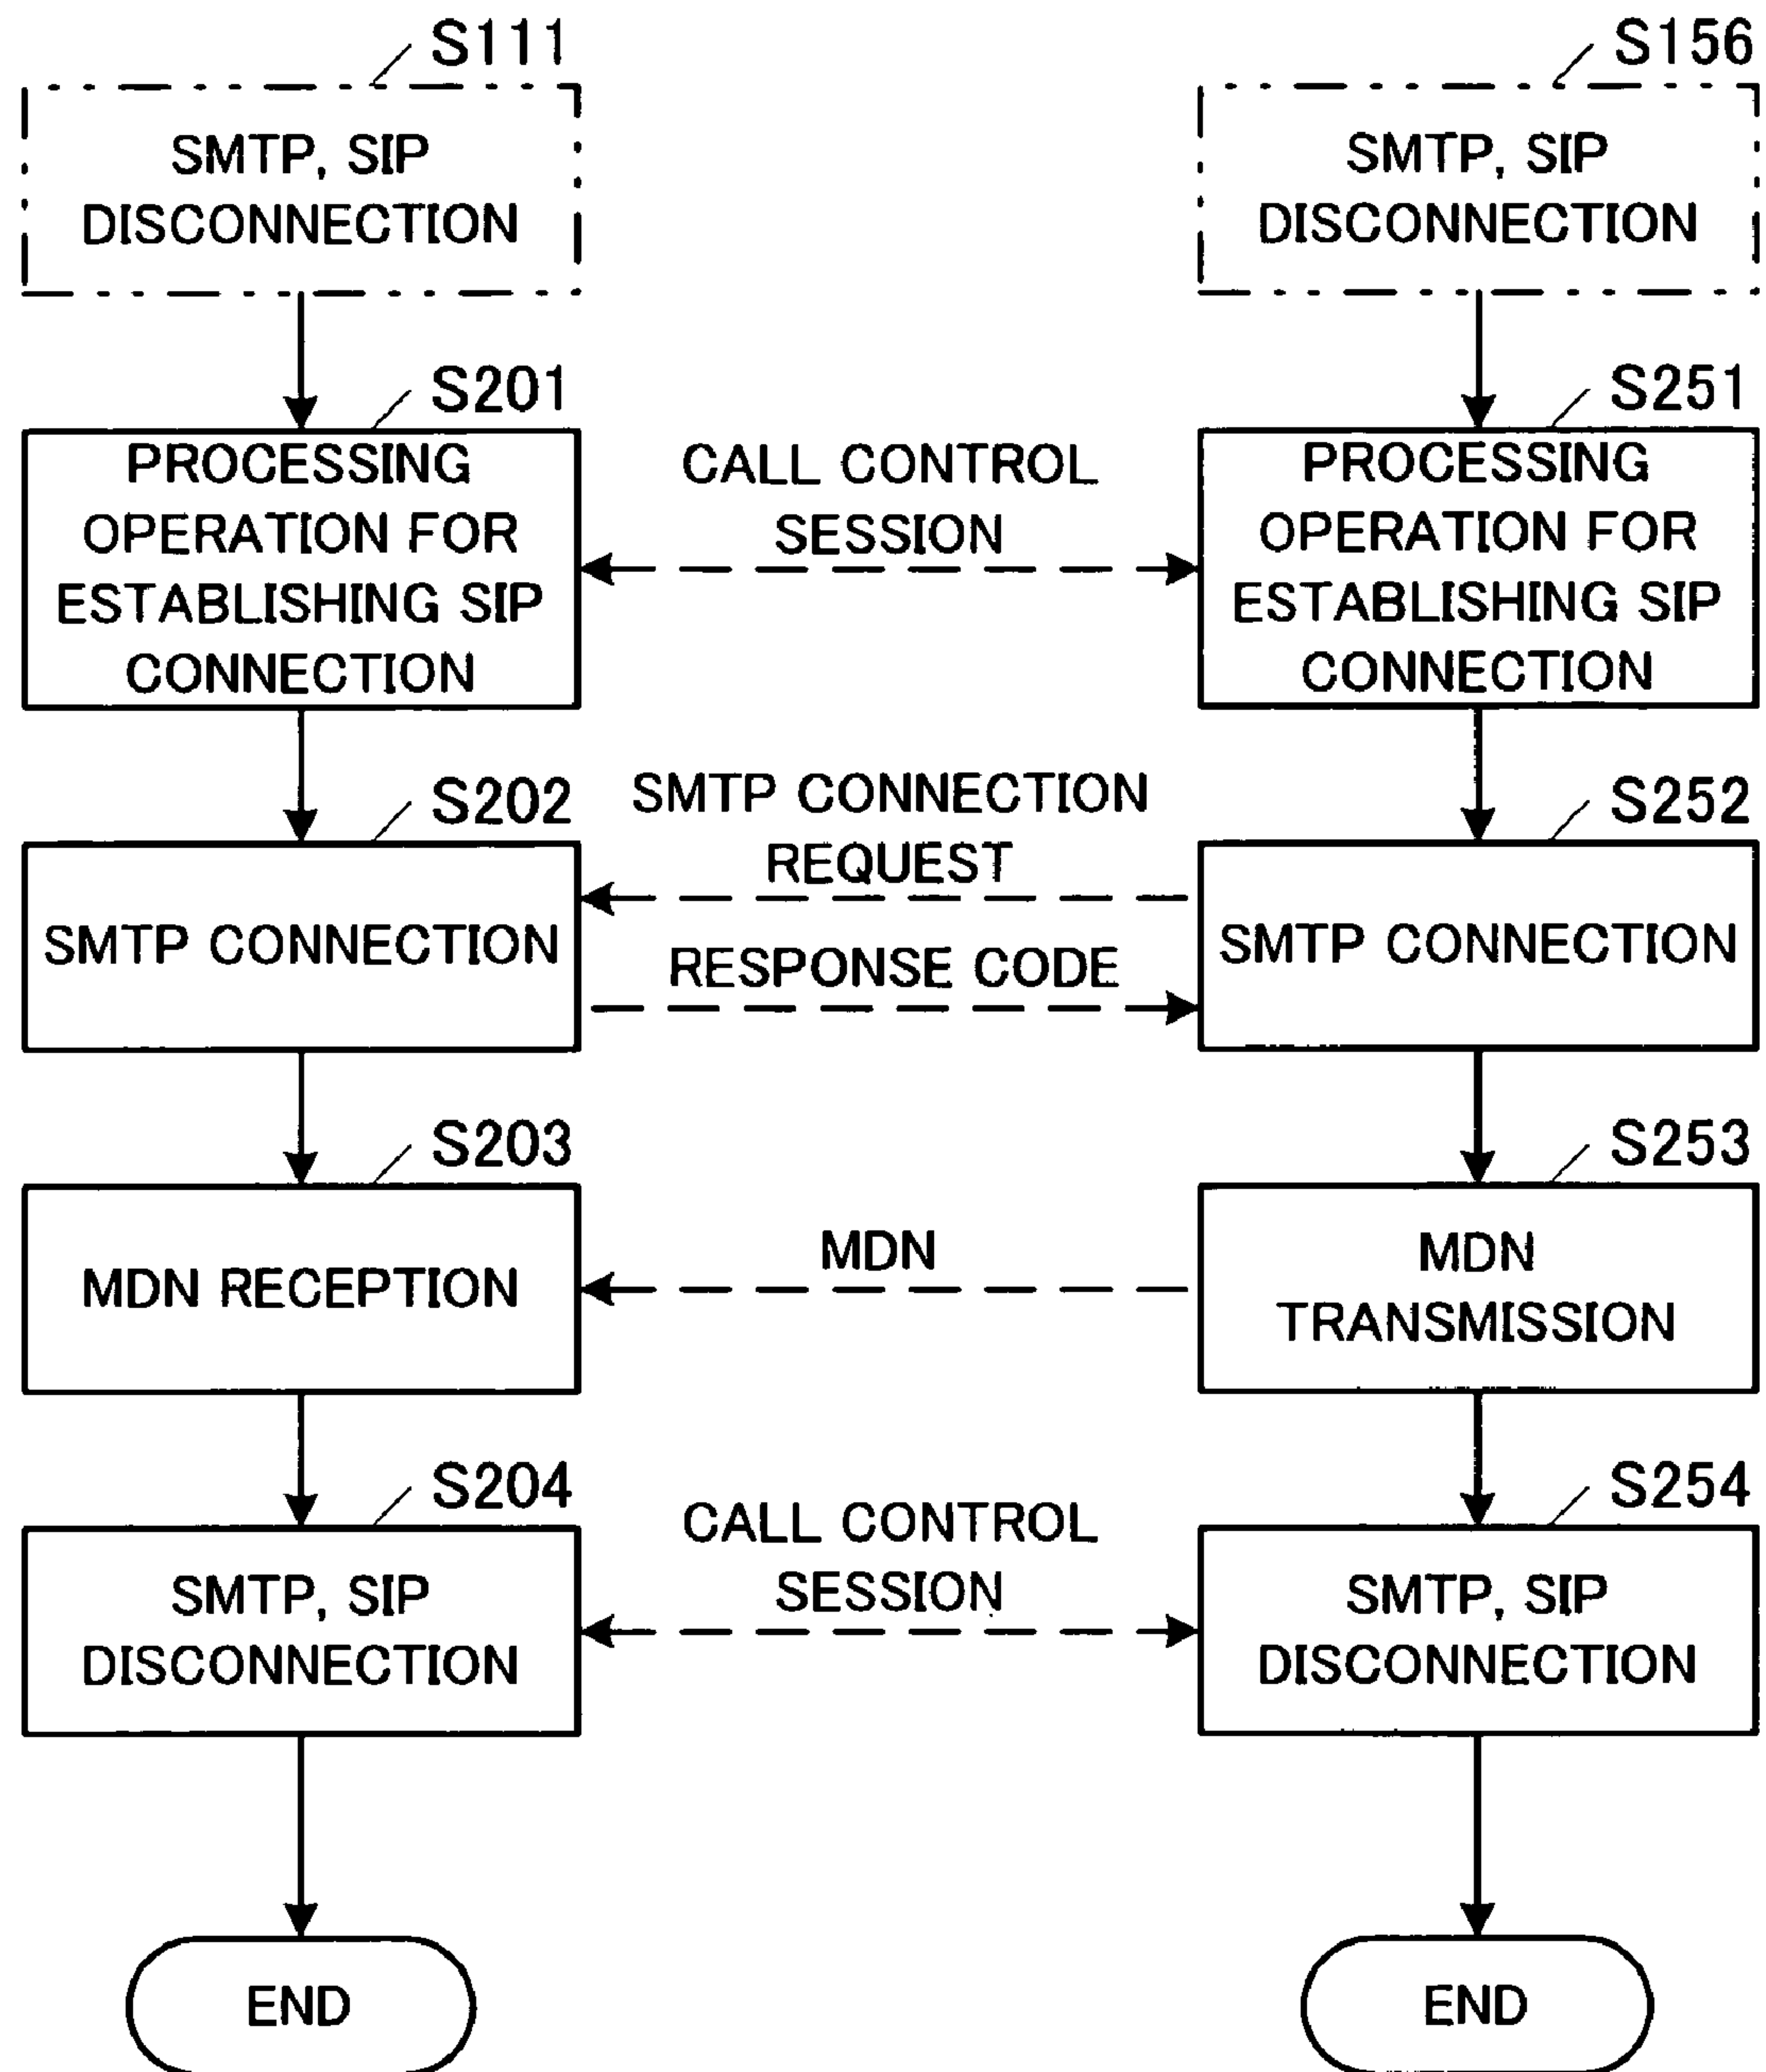 S111
SMTP, SIP
DISCONNECTION
S156
SMTP, SIP
DISCONNECTION
S201
PROCESSING
OPERATION FOR
ESTABLISHING SIP
CONNECTION
CALL CONTROL
SESSION
S251
PROCESSING
OPERATION FOR
ESTABLISHING SIP
CONNECTION
S202
SMTP CONNECTION
SMTP CONNECTION
REQUEST
RESPONSE CODE
S252
SMTP CONNECTION
S203
MDN RECEPTION
MDN
S253
MDN
TRANSMISSION
S204
SMTP, SIP
DISCONNECTION
CALL CONTROL
SESSION
S254
SMTP, SIP
DISCONNECTION
END
END